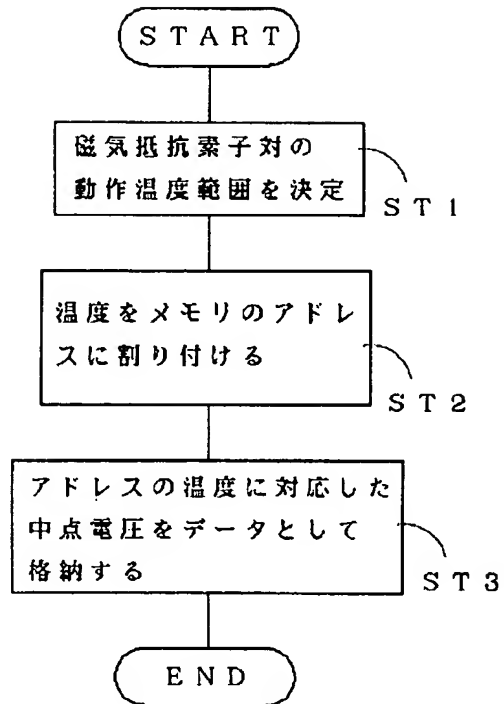 START
磁気抵抗素子対の
動作温度範囲を決定
ST1
温度をメモリのアドレ
スに割り付ける
ST2
アドレスの温度に対応した
中点電圧をデータとして
格納する
ST3
END